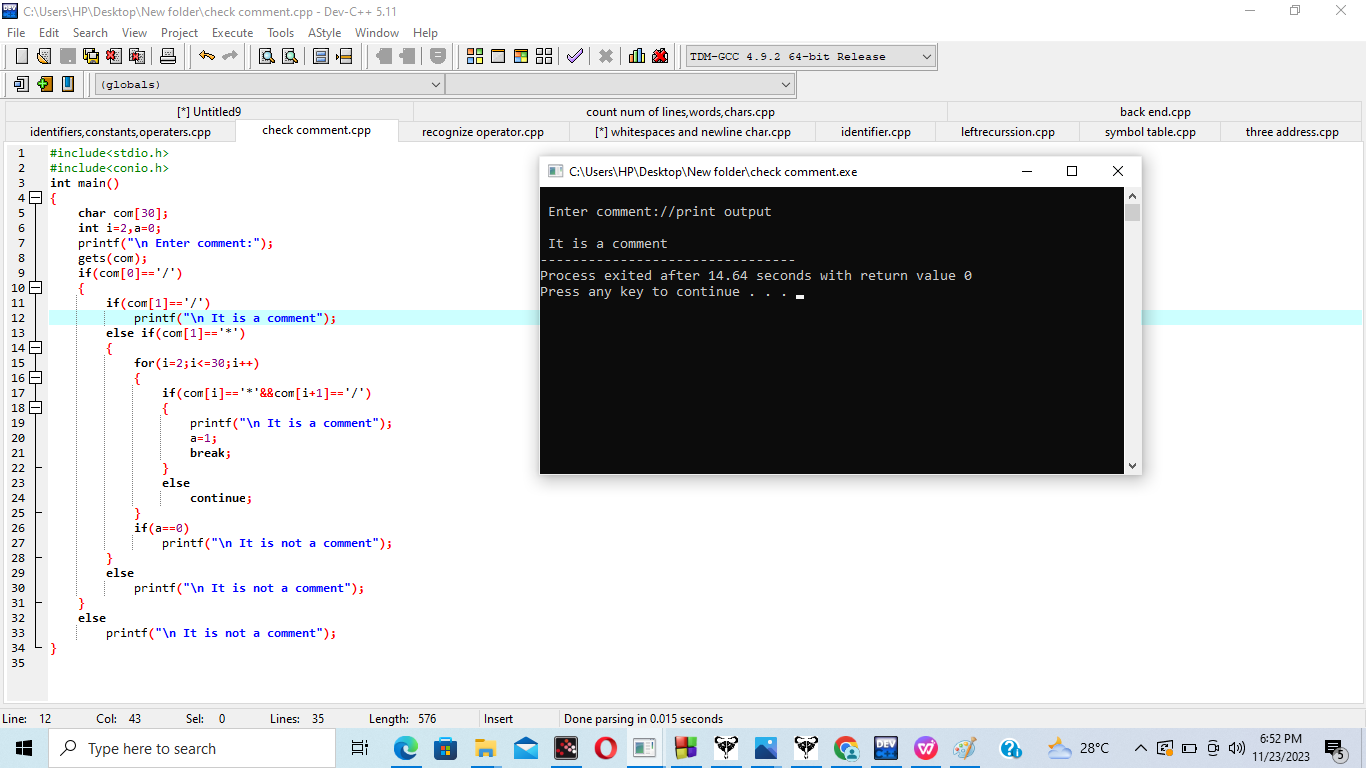 C:\Users\HP\Desktop\New folder\check comment.cpp - Dev-C++ 5.11
File Edit Search View Project Execute Tools AStyle Window Help
TDM-GCC 4.9.2 64-bit Release
(globals)
[*] Untitled9 count num of lines,words,chars.cpp back end.cpp
identifiers,constants,operaters.cpp check comment.cpp recognize operator.cpp [*] whitespaces and newline char.cpp identifier.cpp leftrecurssion.cpp symbol table.cpp three address.cpp
1 #include<stdio.h>
2 #include<conio.h>
3 int main()
4 {
5 char com[30];
6 int i=2,a=0;
7 printf("\n Enter comment:");
8 gets(com);
9 if(com[0]=='/')
10 {
11 if(com[1]=='/')
12 printf("\n It is a comment");
13 else if(com[1]=='*')
14 {
15 for(i=2;i<=30;i++)
16 {
17 if(com[i]=='*'&&com[i+1]=='/')
18 {
19 printf("\n It is a comment");
20 a=1;
21 break;
22 }
23 else
24 continue;
25 }
26 if(a==0)
27 printf("\n It is not a comment");
28 }
29 else
30 printf("\n It is not a comment");
31 }
32 else
33 printf("\n It is not a comment");
34 }
35
C:\Users\HP\Desktop\New folder\check comment.exe
Enter comment://print output
It is a comment
--------------------------------
Process exited after 14.64 seconds with return value 0
Press any key to continue . . .
Line: 12 Col: 43 Sel: 0 Lines: 35 Length: 576 Insert Done parsing in 0.015 seconds
Type here to search
DEV
28°C
6:52 PM
11/23/2023
5